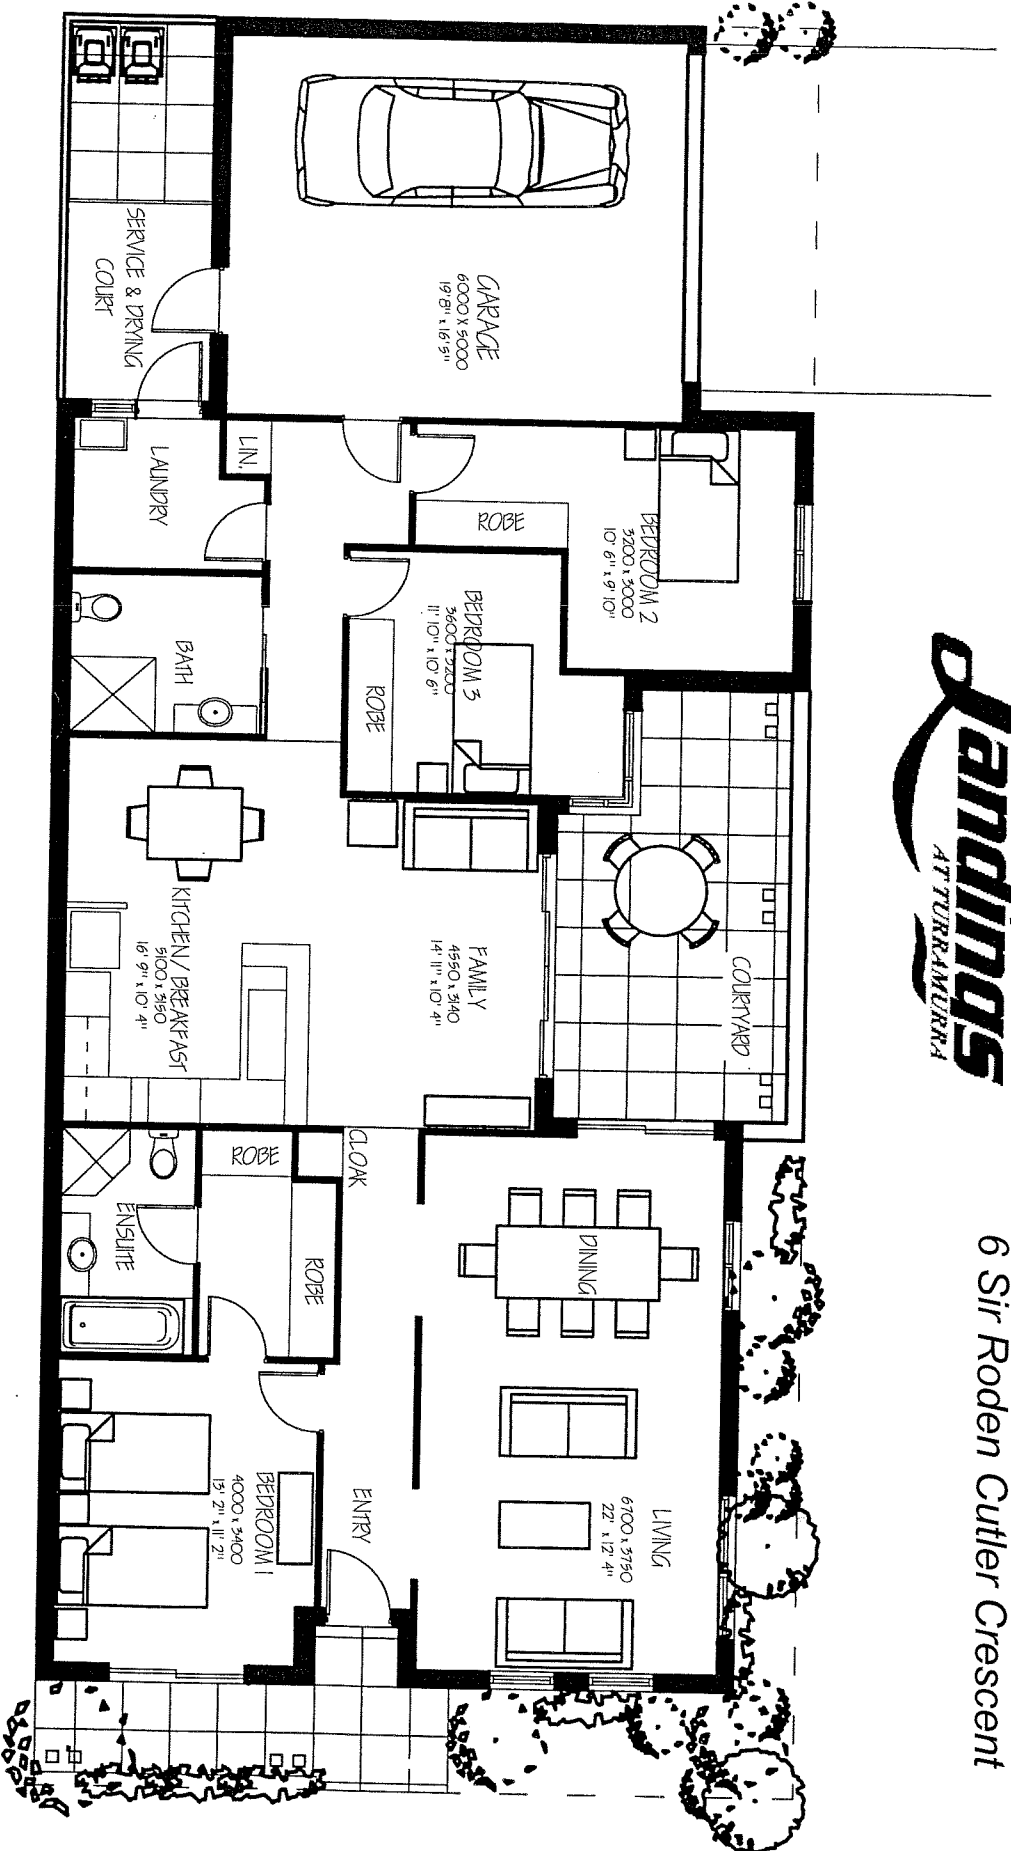 Landings
AT TURRAMURRA
6 Sir Roden Cutler Crescent
GARAGE
6000 X 5000
19'8" x 16'5"
SERVICE & DRYING
COURT
LIN.
LAUNDRY
ROBE
BEDROOM 2
3200 x 3000
10' 6" x 9' 10"
BATH
BEDROOM 3
3600 x 3200
11' 10" x 10' 6"
ROBE
COURTYARD
FAMILY
4550 x 3140
14' 11" x 10' 4"
KITCHEN / BREAKFAST
5100 x 3150
16' 9" x 10' 4"
CLOAK
ROBE
ENSUITE
ROBE
DINING
LIVING
6700 x 3750
22' x 12' 4"
ENTRY
BEDROOM 1
4000 x 3400
13' 2" x 11' 2"